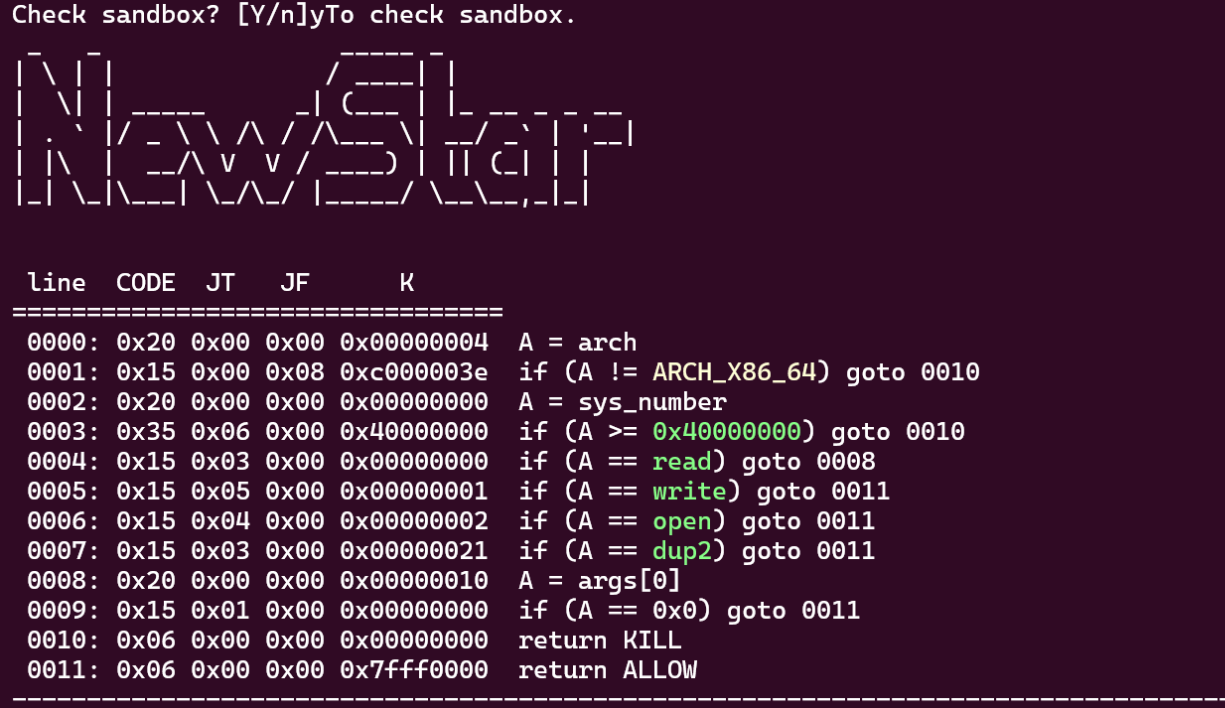 Check sandbox? [Y/n]yTo check sandbox.
 _   _                 _____ _
| \ | |               / ____| |
|  \| | _____      _| (___ | |_ __ _ _ __
| . ` |/ _ \ \ /\ / /\___ \| __/ _` | '__|
| |\  |  __/\ V  V / ____) | || (_| | |
|_| \_|\___| \_/\_/ |_____/ \__\__,_|_|
 line  CODE  JT   JF      K
=================================
 0000: 0x20 0x00 0x00 0x00000004  A = arch
 0001: 0x15 0x00 0x08 0xc000003e  if (A != ARCH_X86_64) goto 0010
 0002: 0x20 0x00 0x00 0x00000000  A = sys_number
 0003: 0x35 0x06 0x00 0x40000000  if (A >= 0x40000000) goto 0010
 0004: 0x15 0x03 0x00 0x00000000  if (A == read) goto 0008
 0005: 0x15 0x05 0x00 0x00000001  if (A == write) goto 0011
 0006: 0x15 0x04 0x00 0x00000002  if (A == open) goto 0011
 0007: 0x15 0x03 0x00 0x00000021  if (A == dup2) goto 0011
 0008: 0x20 0x00 0x00 0x00000010  A = args[0]
 0009: 0x15 0x01 0x00 0x00000000  if (A == 0x0) goto 0011
 0010: 0x06 0x00 0x00 0x00000000  return KILL
 0011: 0x06 0x00 0x00 0x7fff0000  return ALLOW